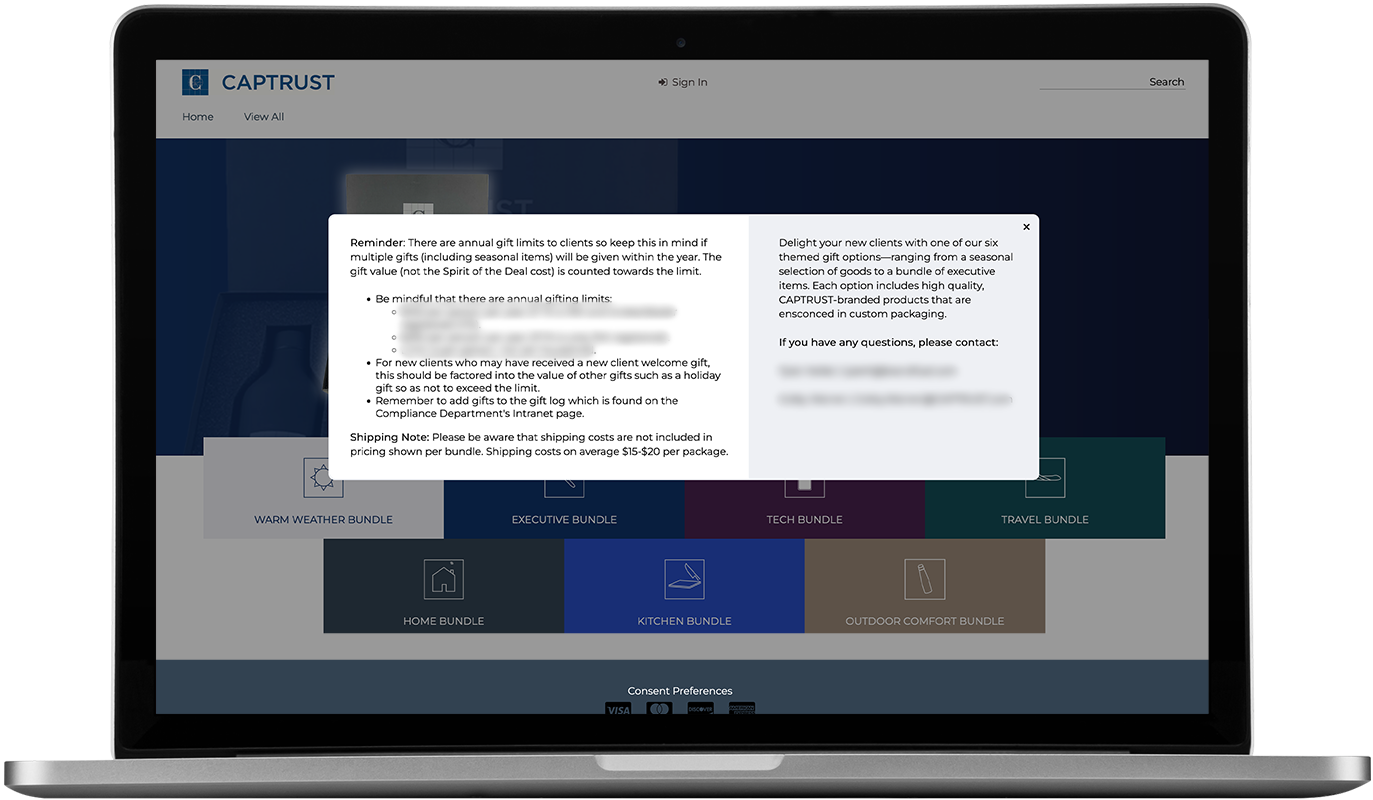 C CAPTRUST
Sign In
Search
Home
View All
Reminder: There are annual gift limits to clients so keep this in mind if
multiple gifts (including seasonal items) will be given within the year. The
gift value (not the Spirit of the Deal cost) is counted towards the limit.
Be mindful that there are annual gifting limits:
For new clients who may have received a new client welcome gift,
this should be factored into the value of other gifts such as a holiday
gift so as not to exceed the limit.
Remember to add gifts to the gift log which is found on the
Compliance Department's Intranet page.
Shipping Note: Please be aware that shipping costs are not included in
pricing shown per bundle. Shipping costs on average $15-$20 per package.
×
Delight your new clients with one of our six
themed gift options—ranging from a seasonal
selection of goods to a bundle of executive
items. Each option includes high quality,
CAPTRUST-branded products that are
ensconced in custom packaging.
If you have any questions, please contact:
WARM WEATHER BUNDLE
EXECUTIVE BUNDLE
TECH BUNDLE
TRAVEL BUNDLE
HOME BUNDLE
KITCHEN BUNDLE
OUTDOOR COMFORT BUNDLE
Consent Preferences
VISA
DISCOVER